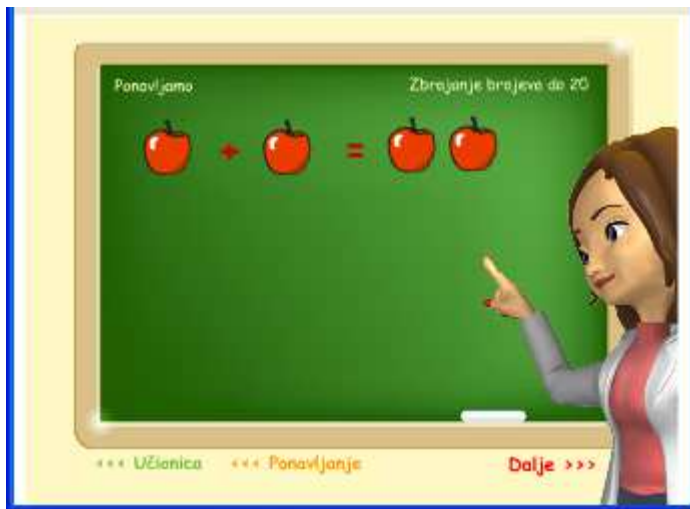 Ponavljamo
Zbrajanje brojeva do 20
+ =
<<< Učionica <<< Ponavljanje Dalje >>>